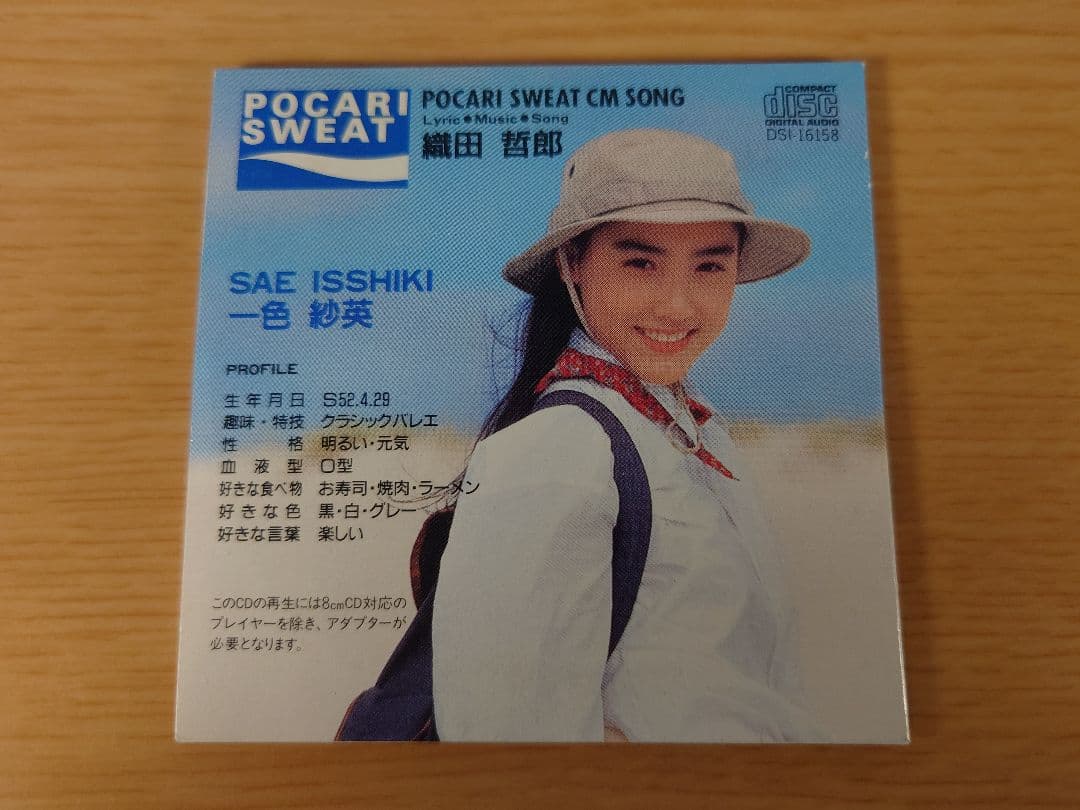 POCARI
SWEAT
POCARI SWEAT CM SONG
Lyric●Music●Song
織田 哲郎
COMPACT
disc
DIGITAL AUDIO
DSI-16158
SAE ISSHIKI
一色 紗英
PROFILE
生年月日 S52.4.29
趣味・特技 クラシックバレエ
性格 明るい・元気
血液型 O型
好きな食べ物 お寿司・焼肉・ラーメン
好きな色 黒・白・グレー
好きな言葉 楽しい
このCDの再生には8cmCD対応の
プレイヤーを除き、アダプターが
必要となります。